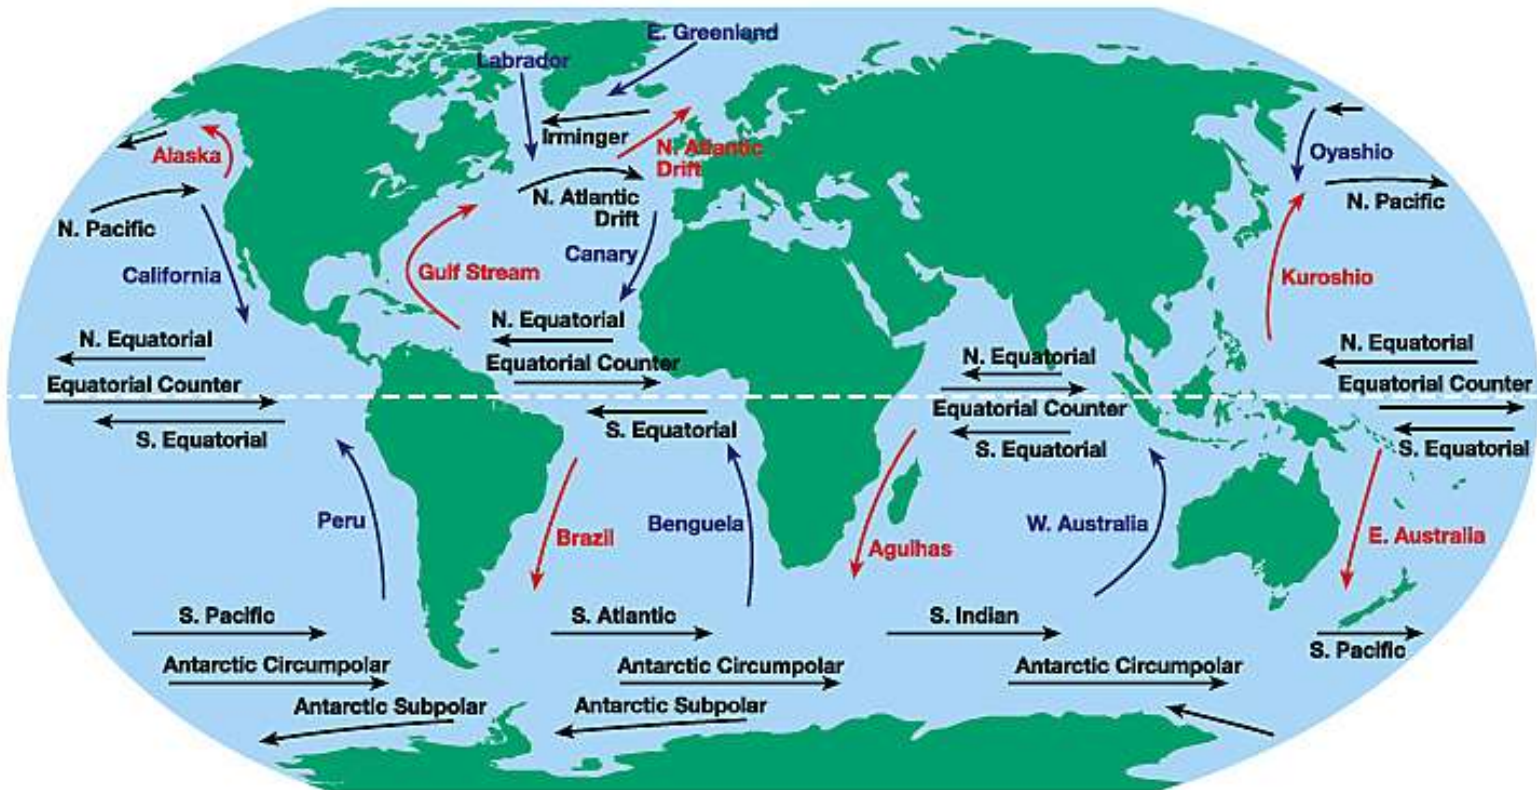 E. Greenland
Labrador
Irminger
Alaska
N. Atlantic
Drift
Oyashio
N. Pacific
N. Atlantic
Drift
N. Pacific
California
Gulf Stream
Canary
Kuroshio
N. Equatorial
Equatorial Counter
S. Equatorial
N. Equatorial
Equatorial Counter
S. Equatorial
N. Equatorial
Equatorial Counter
S. Equatorial
N. Equatorial
Equatorial Counter
S. Equatorial
Peru
Brazil
Benguela
Agulhas
W. Australia
E. Australia
S. Pacific
S. Atlantic
S. Indian
S. Pacific
Antarctic Circumpolar
Antarctic Circumpolar
Antarctic Circumpolar
Antarctic Subpolar
Antarctic Subpolar